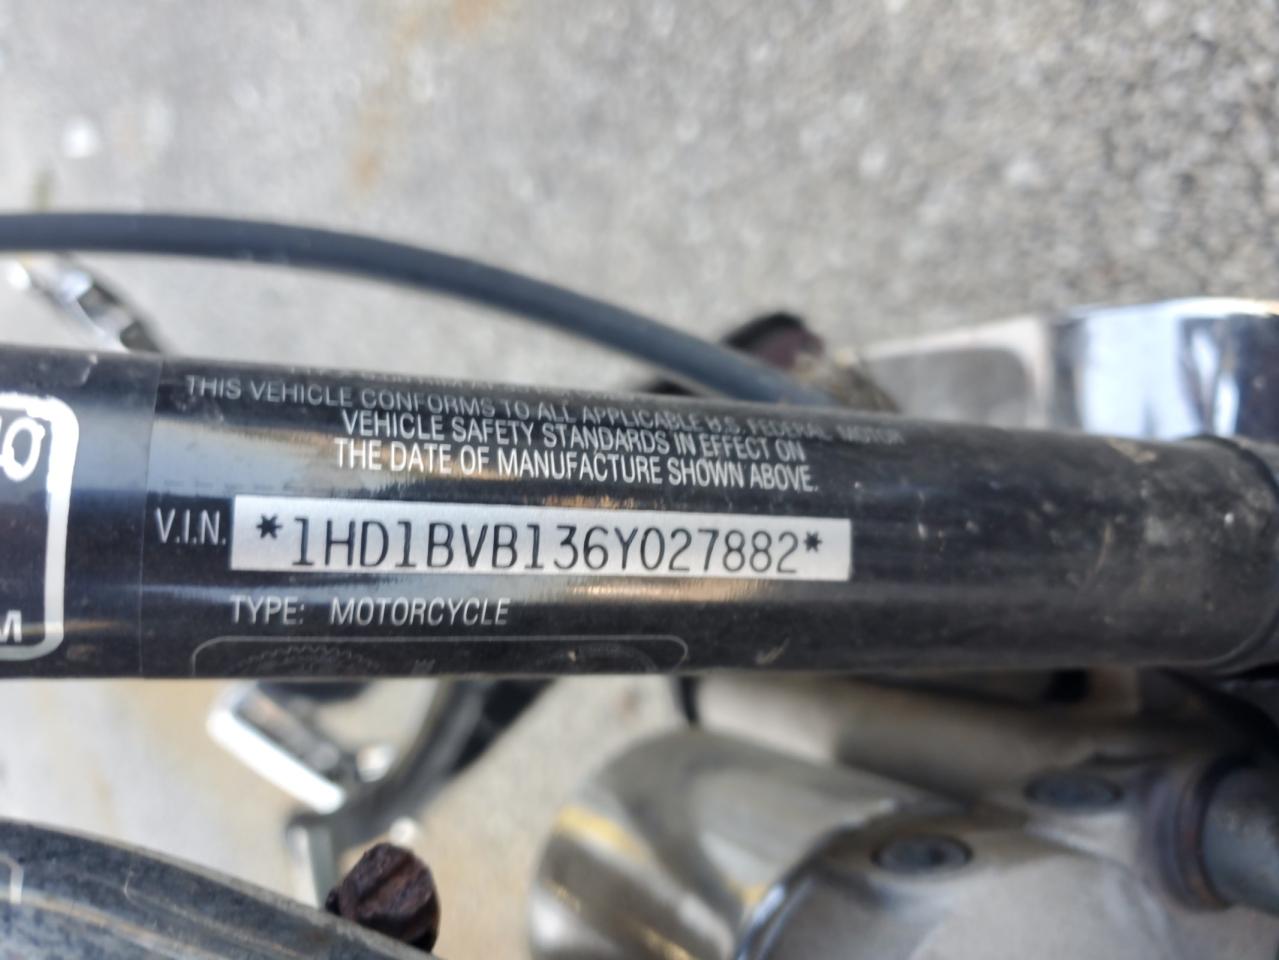 THIS VEHICLE CONFORMS TO ALL APPLICABLE U.S. FEDERAL MOTOR
VEHICLE SAFETY STANDARDS IN EFFECT ON
THE DATE OF MANUFACTURE SHOWN ABOVE.
V.I.N. *1HD1BVB136Y027882*
TYPE: MOTORCYCLE